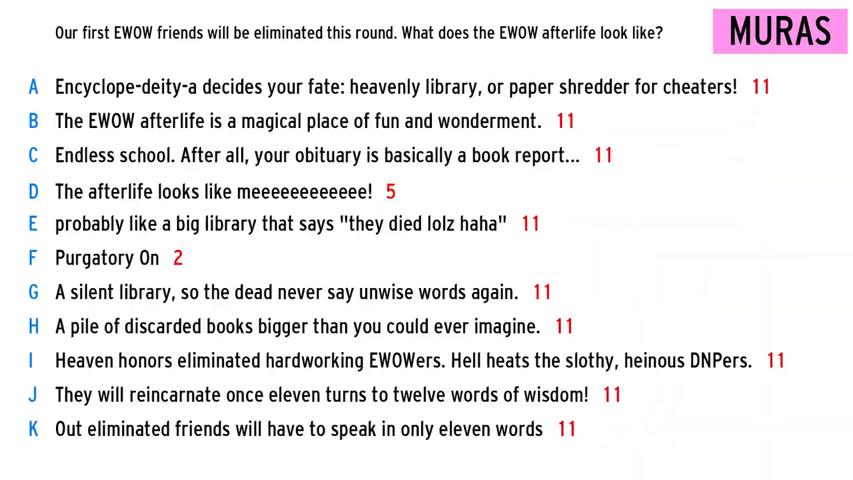 Our first EWOW friends will be eliminated this round. What does the EWOW afterlife look like?
MURAS
A Encyclope-deity-a decides your fate: heavenly library, or paper shredder for cheaters! 11
B The EWOW afterlife is a magical place of fun and wonderment. 11
C Endless school. After all, your obituary is basically a book report... 11
D The afterlife looks like meeeeeeeeeeee! 5
E probably like a big library that says "they died lolz haha" 11
F Purgatory On 2
G A silent library, so the dead never say unwise words again. 11
H A pile of discarded books bigger than you could ever imagine. 11
I Heaven honors eliminated hardworking EWOWers. Hell heats the slothy, heinous DNPers. 11
J They will reincarnate once eleven turns to twelve words of wisdom! 11
K Out eliminated friends will have to speak in only eleven words 11